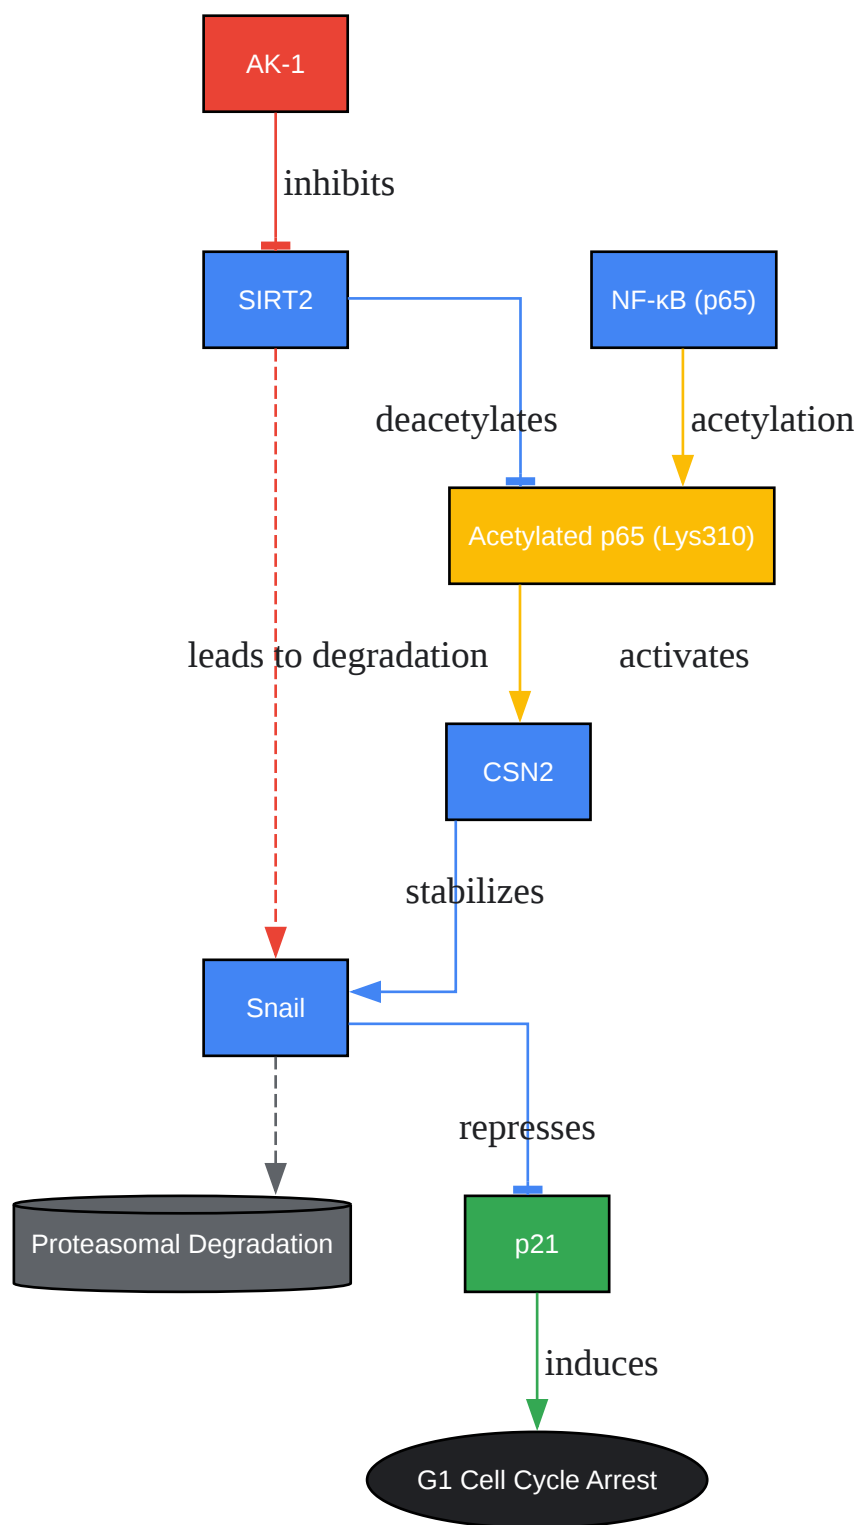 AK-1
inhibits
SIRT2
NF-κB (p65)
deacetylates
acetylation
Acetylated p65 (Lys310)
leads to degradation
activates
CSN2
stabilizes
Snail
represses
Proteasomal Degradation
p21
induces
G1 Cell Cycle Arrest